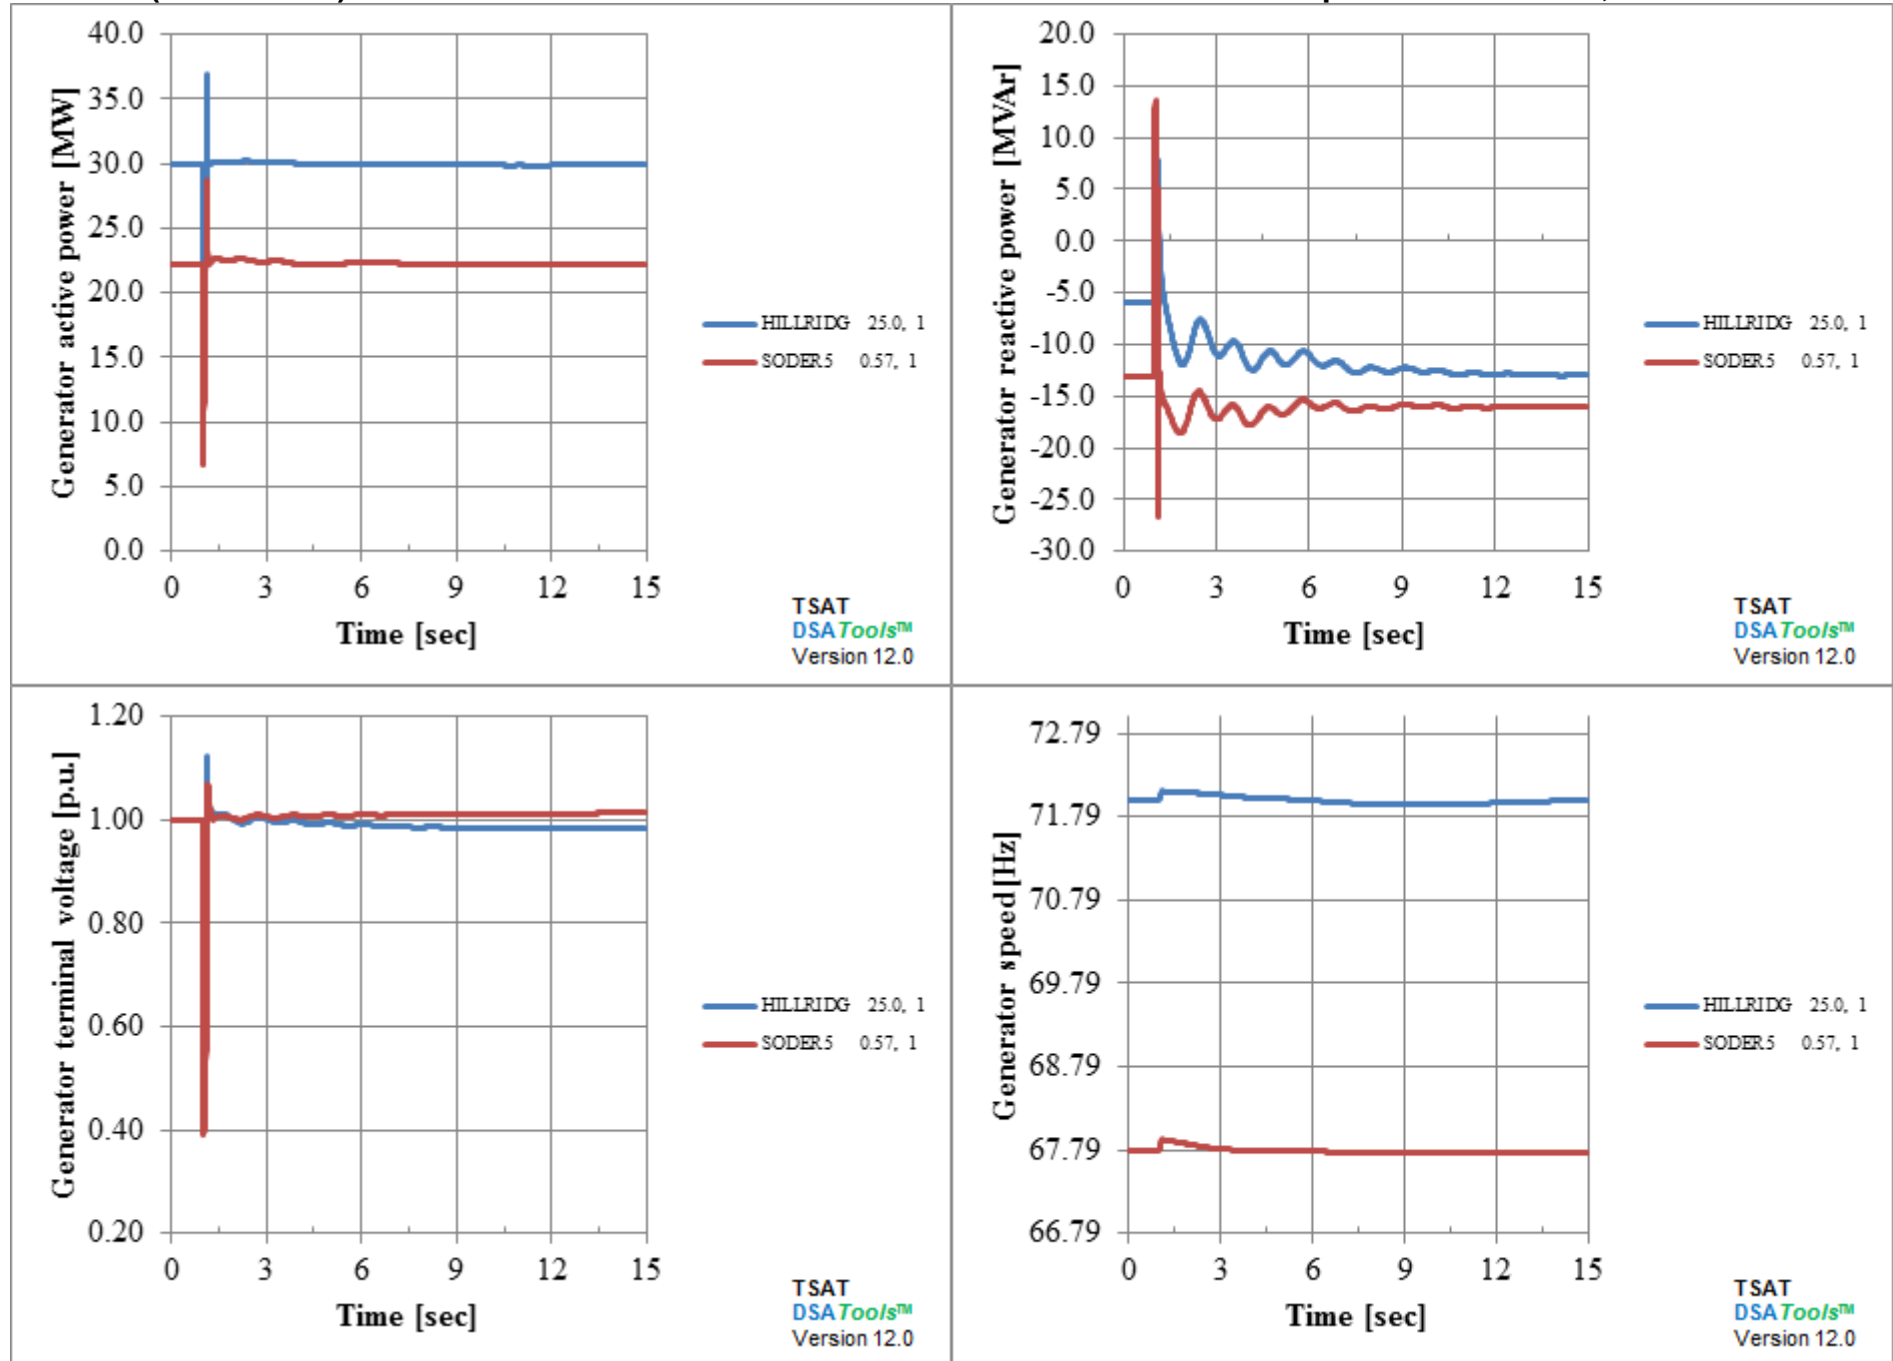 Generator active power [MW]
40.0
35.0
30.0
25.0
20.0
15.0
10.0
5.0
0.0
0 3 6 9 12 15
Time [sec]
HILLRIDG 25.0, 1
SODER5 0.57, 1
TSAT
DSATools™
Version 12.0
Generator reactive power [MVAr]
20.0
15.0
10.0
5.0
0.0
-5.0
-10.0
-15.0
-20.0
-25.0
-30.0
0 3 6 9 12 15
Time [sec]
HILLRIDG 25.0, 1
SODER5 0.57, 1
TSAT
DSATools™
Version 12.0
Generator terminal voltage [p.u.]
1.20
1.00
0.80
0.60
0.40
0.20
0 3 6 9 12 15
Time [sec]
HILLRIDG 25.0, 1
SODER5 0.57, 1
TSAT
DSATools™
Version 12.0
Generator speed[Hz]
72.79
71.79
70.79
69.79
68.79
67.79
66.79
0 3 6 9 12 15
Time [sec]
HILLRIDG 25.0, 1
SODER5 0.57, 1
TSAT
DSATools™
Version 12.0